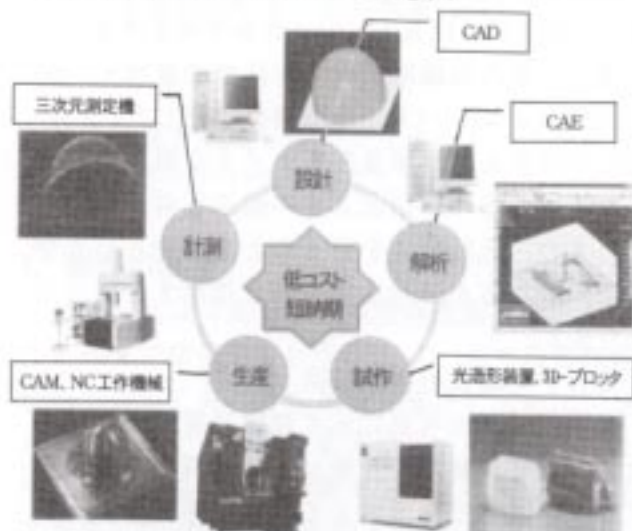 CAD
三次元測定機
CAE
設計
計測
解析
低コスト
短納期
生産
試作
CAM、NC工作機械
光造形装置、3D-プロッタ